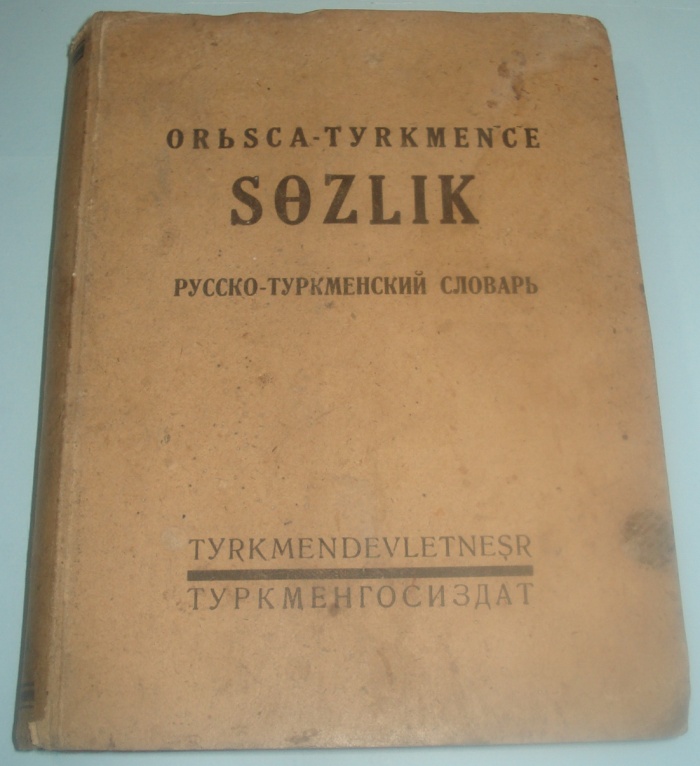 ORЬSCA-TYRKMENCE
SƟZLIK
РУССКО-ТУРКМЕНСКИЙ СЛОВАРЬ
TYRKMENDEVLETNEŞR
ТУРКМЕНГОСИЗДАТ